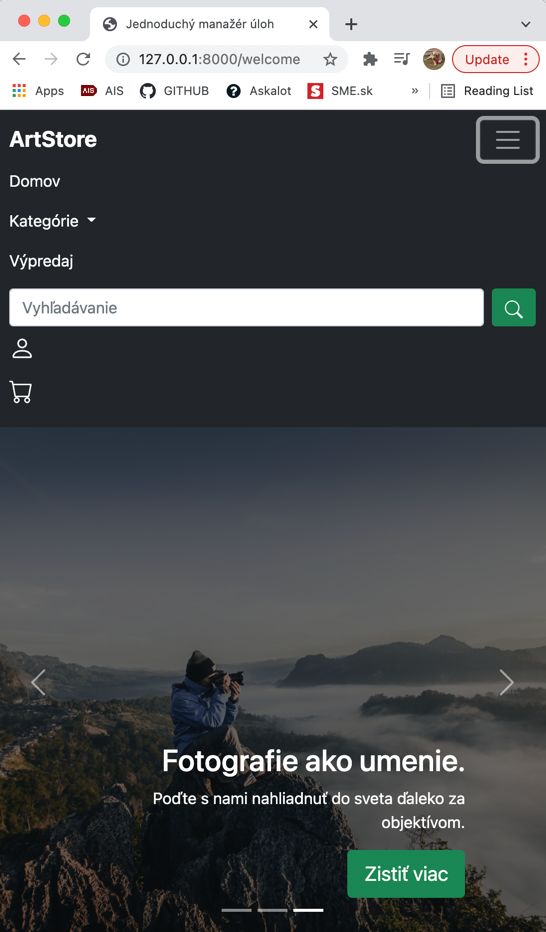 Jednoduchý manažér úloh
127.0.0.1:8000/welcome
Update
Apps
AIS
AIS
GITHUB
Askalot
S
SME.sk
»
Reading List
ArtStore
Domov
Kategórie
Výpredaj
Vyhľadávanie
Fotografie ako umenie.
Poďte s nami nahliadnuť do sveta ďaleko za
objektívom.
Zistiť viac